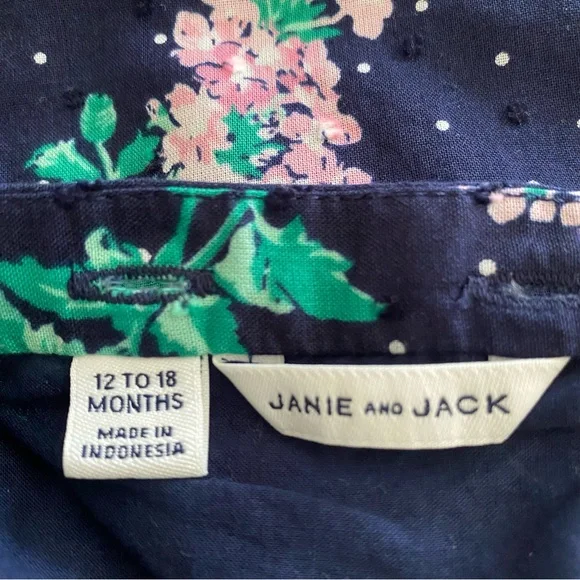 12 TO 18
MONTHS
MADE IN
INDONESIA
JANIE AND JACK